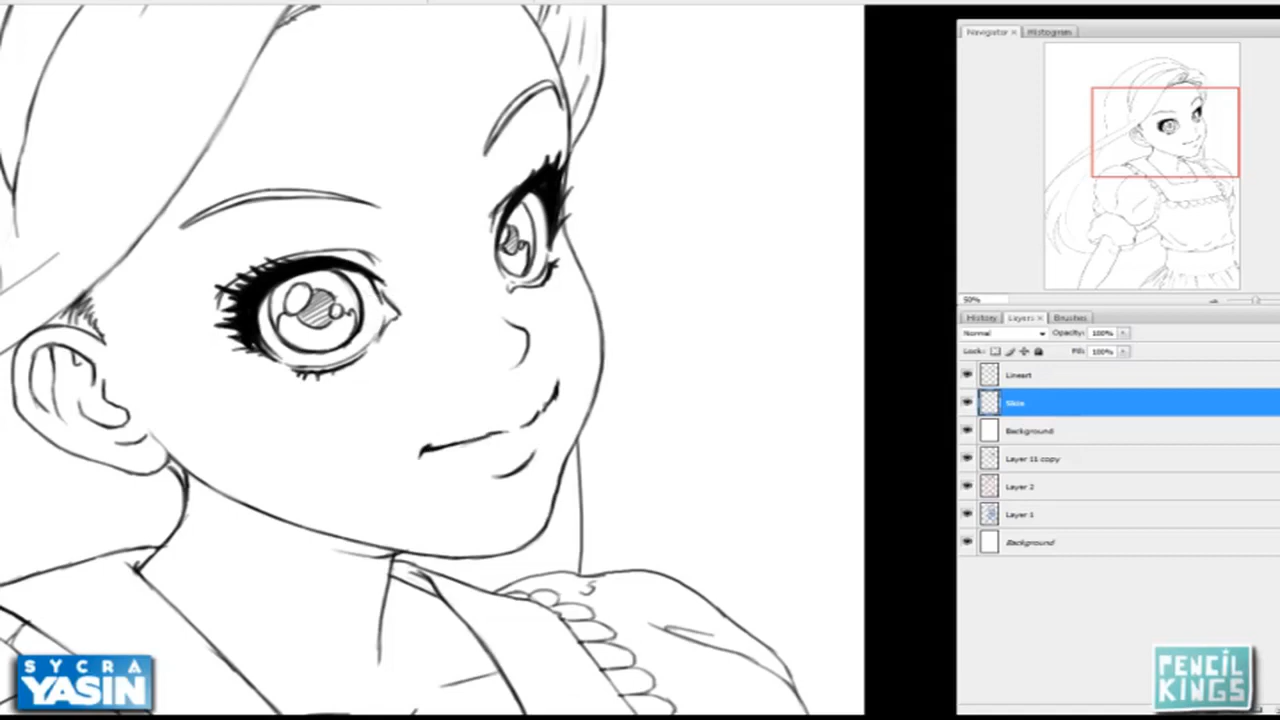 Navigator × Histogram
50%
History Layers × Brushes
Normal Opacity: 100%
Lock: Fill: 100%
Lineart
Skin
Background
Layer 11 copy
Layer 2
Layer 1
Background
SYCRA
YASIN
PENCIL
KINGS